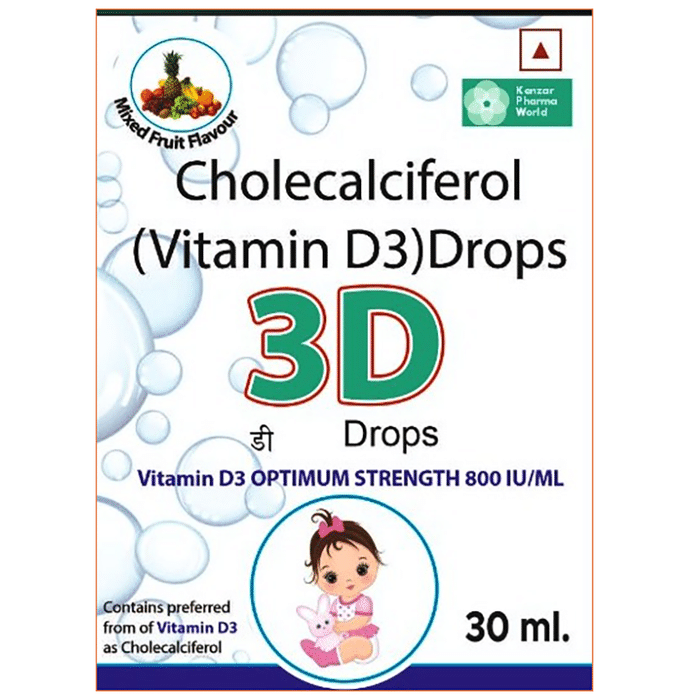 Mixed Fruit Flavour
Kenzar
Pharma
World
Cholecalciferol
(Vitamin D3)Drops
3D
डी Drops
Vitamin D3 OPTIMUM STRENGTH 800 IU/ML
Contains preferred
from of Vitamin D3
as Cholecalciferol
30 ml.